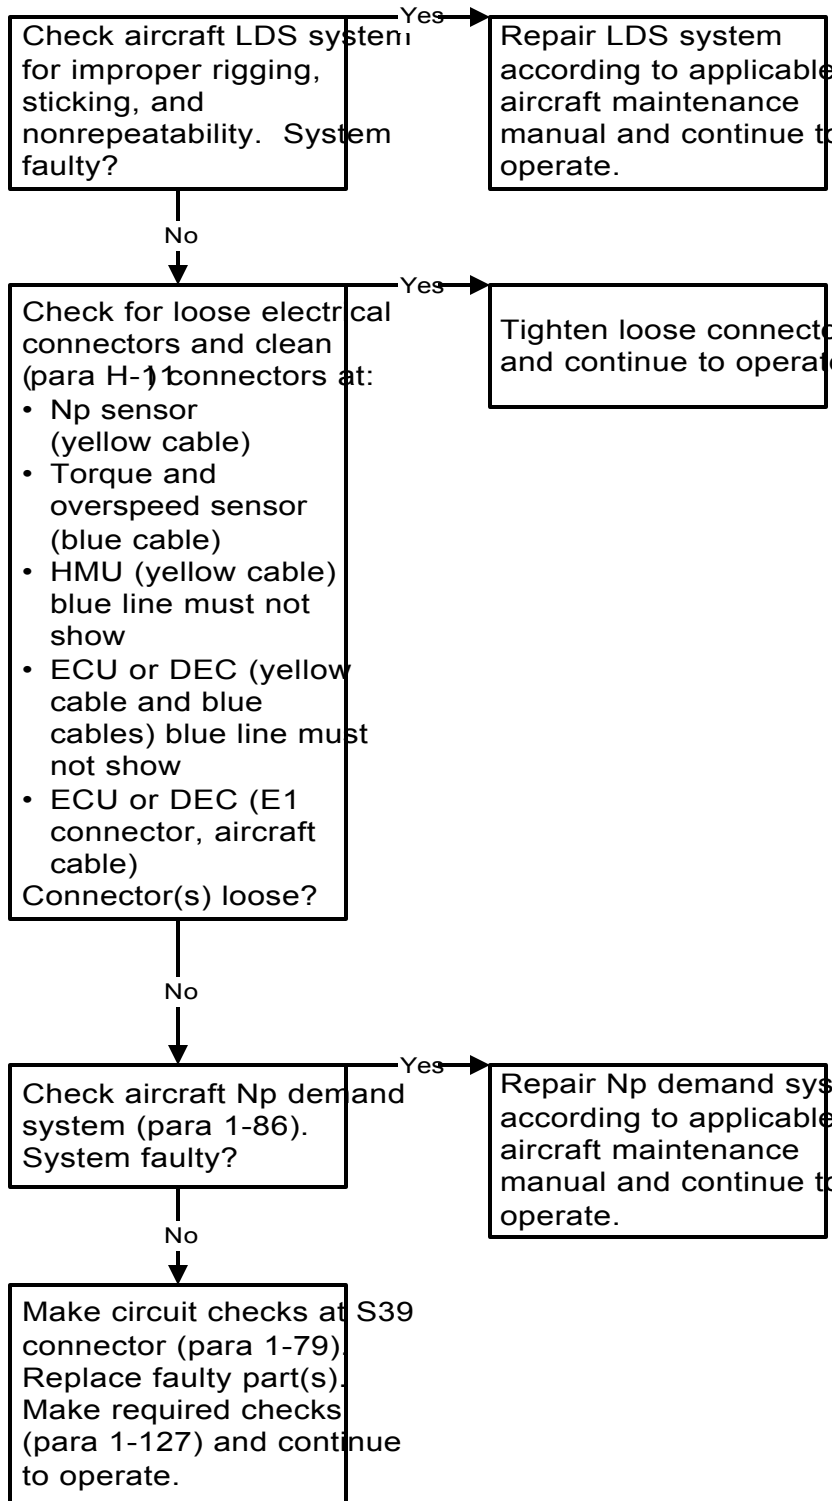 Yes
Check aircraft LDS system
for improper rigging,
sticking, and
nonrepeatability.  System
faulty?
Repair LDS system
according to applicable
aircraft maintenance
manual and continue to
operate.
No
Yes
Check for loose electrical
connectors and clean
(para H-11) connectors at:
• Np sensor
(yellow cable)
• Torque and
overspeed sensor
(blue cable)
• HMU (yellow cable)
blue line must not
show
• ECU or DEC (yellow
cable and blue
cables) blue line must
not show
• ECU or DEC (E1
connector, aircraft
cable)
Connector(s) loose?
Tighten loose connecto
and continue to operate
No
Yes
Check aircraft Np demand
system (para 1-86).
System faulty?
Repair Np demand sys
according to applicable
aircraft maintenance
manual and continue to
operate.
No
Make circuit checks at S39
connector (para 1-79).
Replace faulty part(s).
Make required checks
(para 1-127) and continue
to operate.